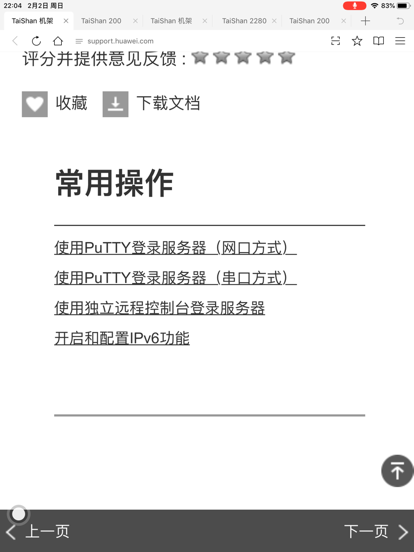 22:04 2月2日 周日 83%
TaiShan 机架 × TaiShan 200 × TaiShan 机架 × TaiShan 2280 × TaiShan 200 ×
support.huawei.com
评分并提供意见反馈 :
收藏 下载文档
常用操作
使用PuTTY登录服务器（网口方式）
使用PuTTY登录服务器（串口方式）
使用独立远程控制台登录服务器
开启和配置IPv6功能
上一页 下一页